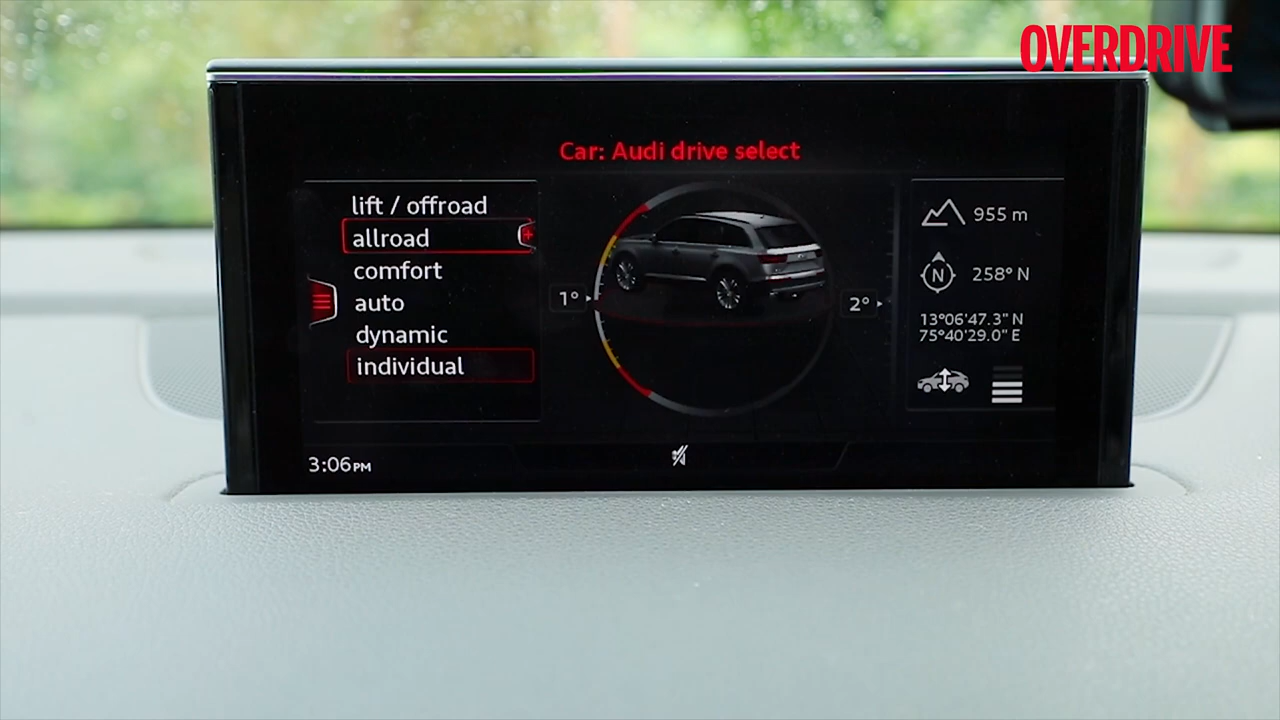 OVERDRIVE
Car: Audi drive select
lift / offroad
allroad
comfort
auto
dynamic
individual
1°
2°
955 m
N
258° N
13°06'47.3" N
75°40'29.0" E
3:06PM